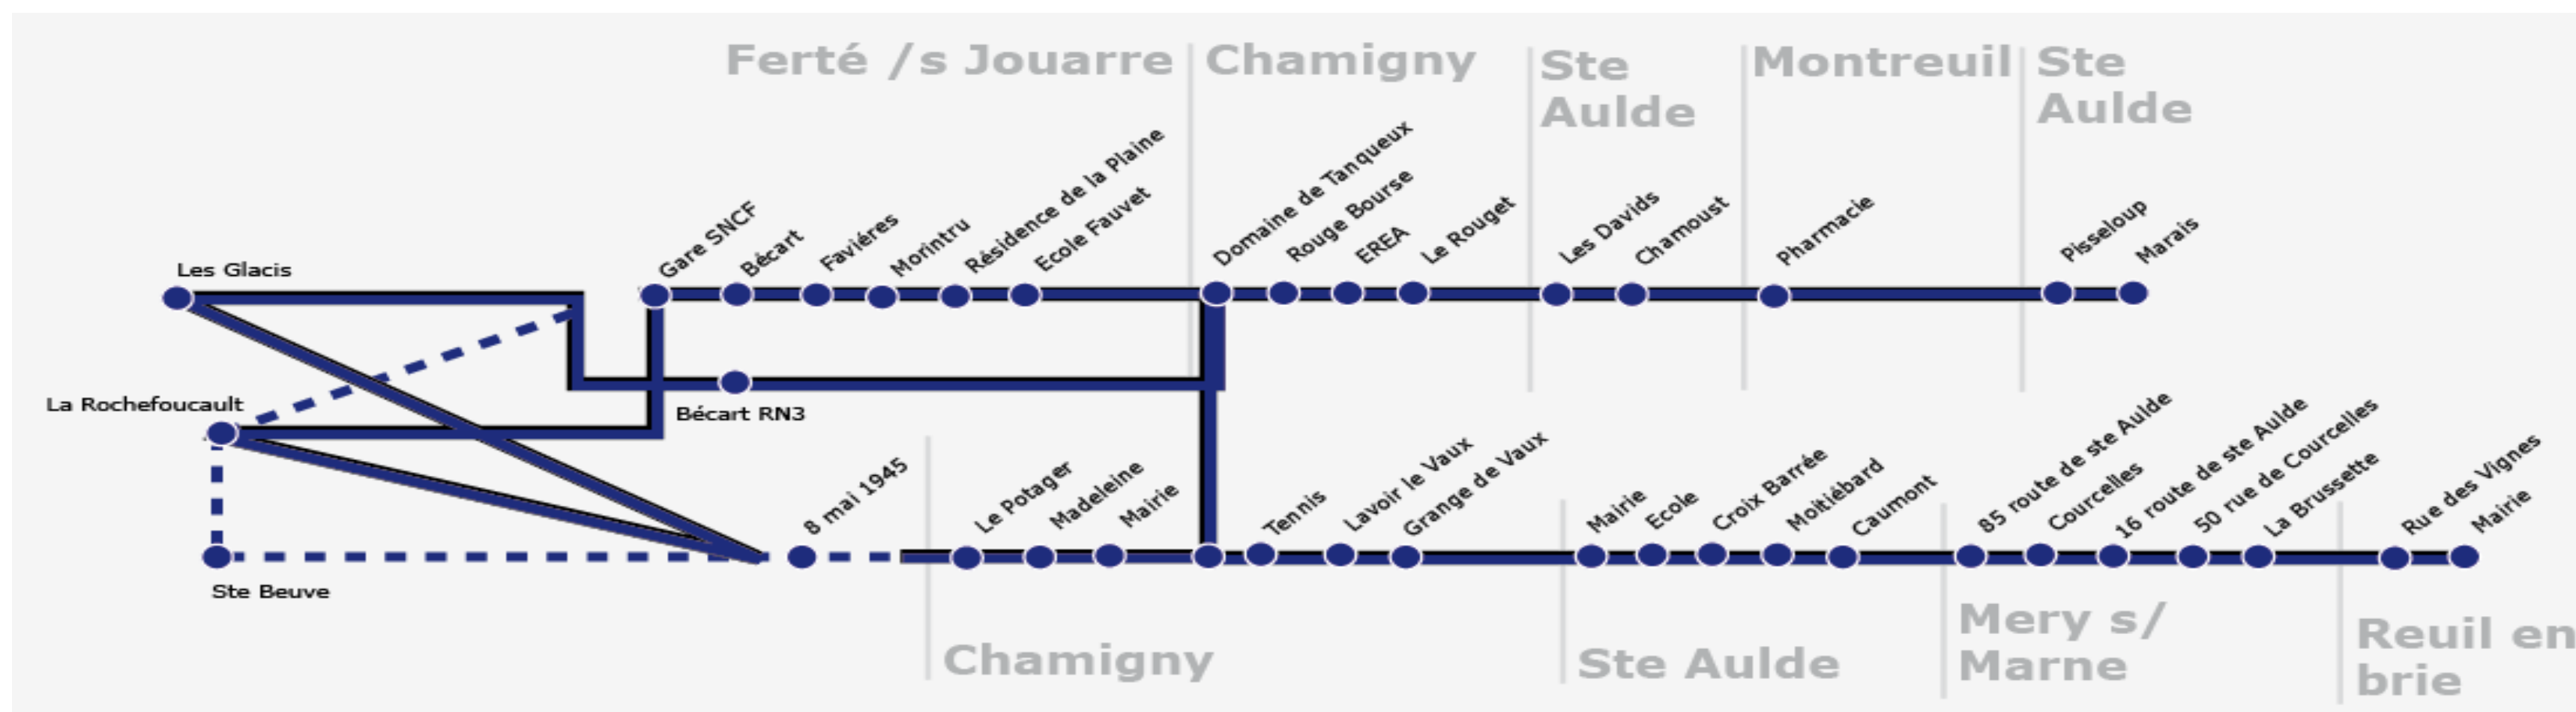 Ferté /s Jouarre
Chamigny
Ste
Aulde
Montreuil
Ste
Aulde
Les Glacis
Gare SNCF
Bécart
Faviéres
Morintru
Résidence de la Plaine
Ecole Fauvet
Domaine de Tanqueux
Rouge Bourse
EREA
Le Rouget
Les Davids
Chamoust
Pharmacie
Pisseloup
Marais
La Rochefoucault
Bécart RN3
Ste Beuve
8 mai 1945
Le Potager
Madeleine
Mairie
Tennis
Lavoir le Vaux
Grange de Vaux
Mairie
Ecole
Croix Barrée
Moitiébard
Caumont
85 route de ste Aulde
Courcelles
16 route de ste Aulde
50 rue de Courcelles
La Brussette
Rue des Vignes
Mairie
Chamigny
Ste Aulde
Mery s/
Marne
Reuil en
brie